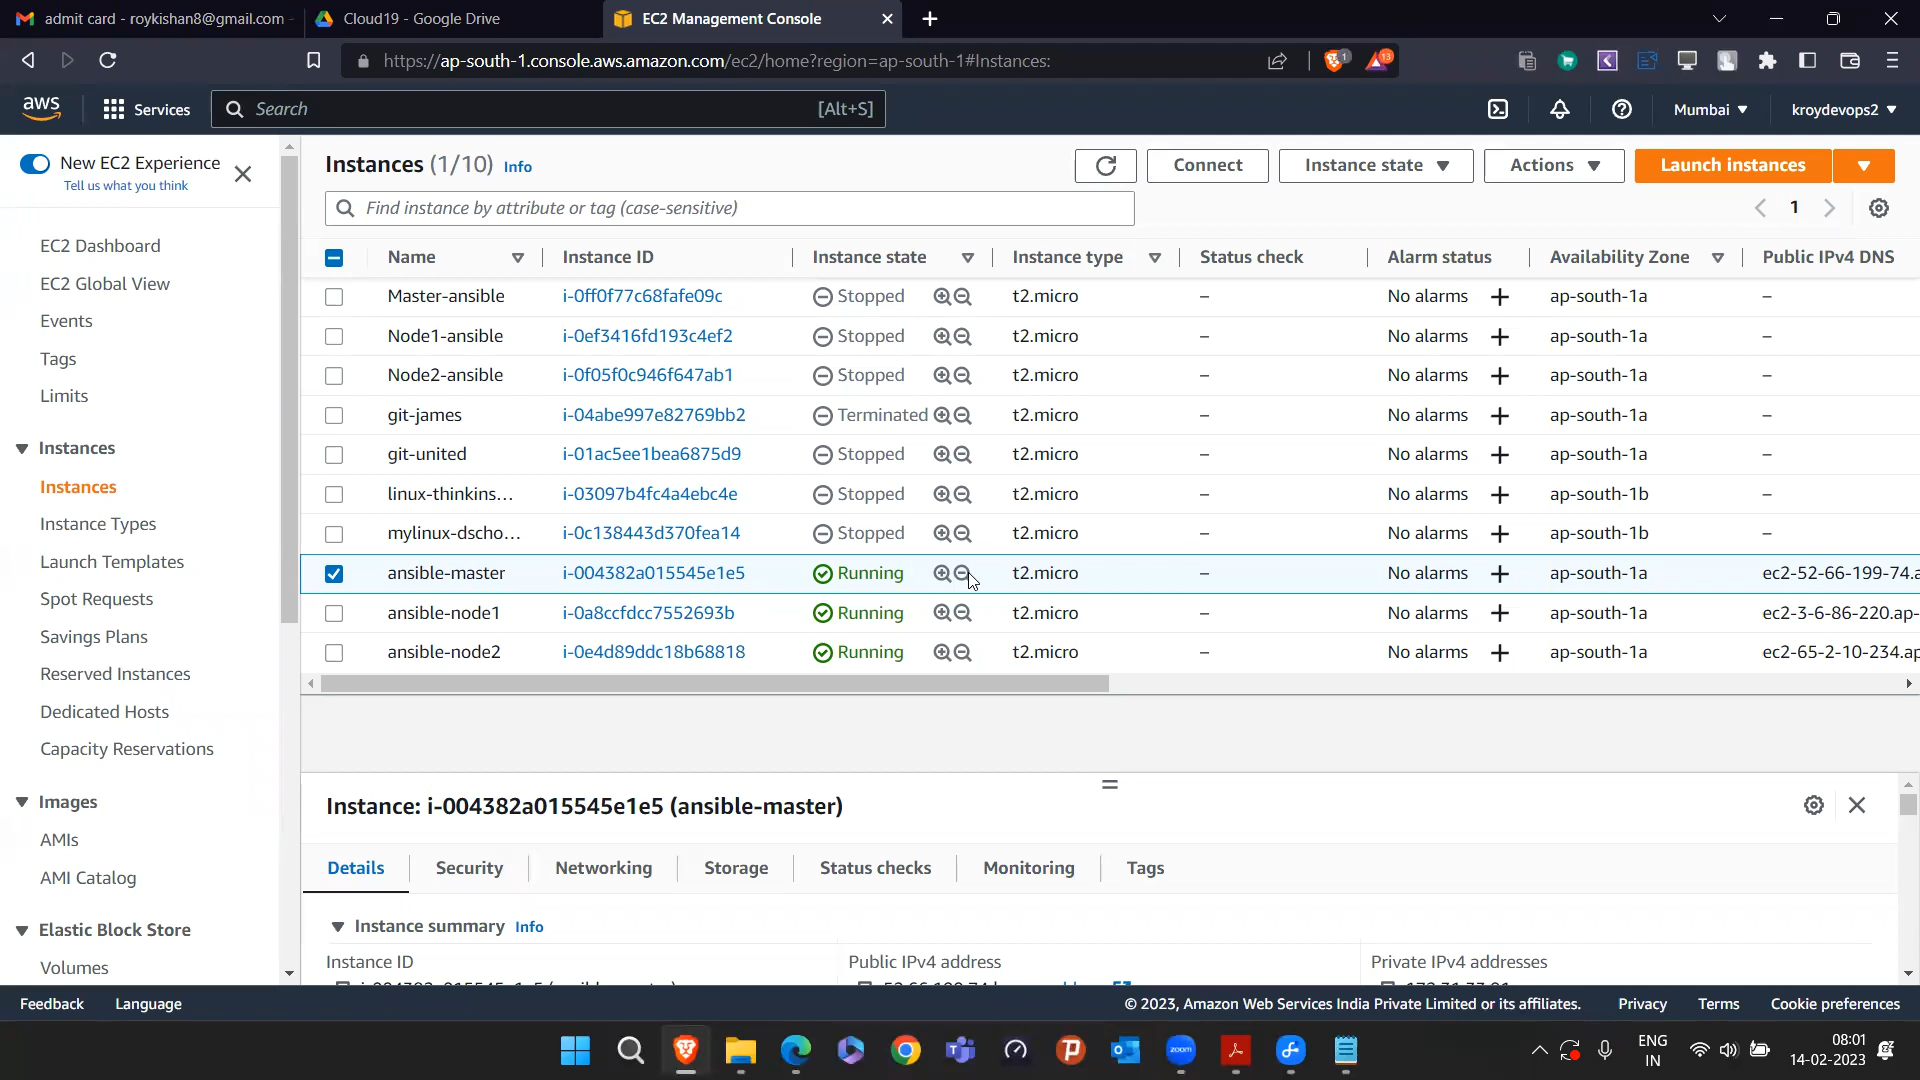 admit card - roykishan8@gmail.com -
Cloud19 - Google Drive
EC2 Management Console
https://ap-south-1.console.aws.amazon.com/ec2/home?region=ap-south-1#Instances:
1
13
aws
Services
Search
[Alt+S]
Mumbai
kroydevops2
New EC2 Experience
Tell us what you think
EC2 Dashboard
EC2 Global View
Events
Tags
Limits
Instances
Instances
Instance Types
Launch Templates
Spot Requests
Savings Plans
Reserved Instances
Dedicated Hosts
Capacity Reservations
Images
AMIs
AMI Catalog
Elastic Block Store
Volumes
Instances (1/10) Info
Connect
Instance state
Actions
Launch instances
Find instance by attribute or tag (case-sensitive)
1
Name Instance ID Instance state Instance type Status check Alarm status Availability Zone Public IPv4 DNS
Master-ansible i-0ff0f77c68fafe09c Stopped t2.micro – No alarms + ap-south-1a –
Node1-ansible i-0ef3416fd193c4ef2 Stopped t2.micro – No alarms + ap-south-1a –
Node2-ansible i-0f05f0c946f647ab1 Stopped t2.micro – No alarms + ap-south-1a –
git-james i-04abe997e82769bb2 Terminated t2.micro – No alarms + ap-south-1a –
git-united i-01ac5ee1bea6875d9 Stopped t2.micro – No alarms + ap-south-1a –
linux-thinkins... i-03097b4fc4a4ebc4e Stopped t2.micro – No alarms + ap-south-1b –
mylinux-dscho... i-0c138443d370fea14 Stopped t2.micro – No alarms + ap-south-1b –
ansible-master i-004382a015545e1e5 Running t2.micro – No alarms + ap-south-1a ec2-52-66-199-74.a
ansible-node1 i-0a8ccfdcc7552693b Running t2.micro – No alarms + ap-south-1a ec2-3-6-86-220.ap-
ansible-node2 i-0e4d89ddc18b68818 Running t2.micro – No alarms + ap-south-1a ec2-65-2-10-234.ap
Instance: i-004382a015545e1e5 (ansible-master)
Details Security Networking Storage Status checks Monitoring Tags
Instance summary Info
Instance ID Public IPv4 address Private IPv4 addresses
Feedback Language © 2023, Amazon Web Services India Private Limited or its affiliates. Privacy Terms Cookie preferences
zoom
ENG
IN
08:01
14-02-2023